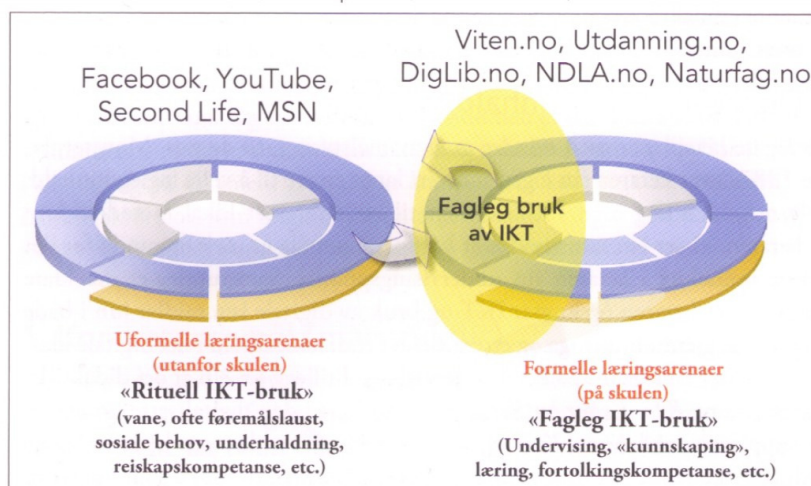 Facebook, YouTube,
Second Life, MSN
Viten.no, Utdanning.no,
DigLib.no, NDLA.no, Naturfag.no
Fagleg bruk
av IKT
Uformelle læringsarenaer
(utanfor skulen)
«Rituell IKT-bruk»
(vane, ofte føremålslaust,
sosiale behov, underhaldning,
reiskapskompetanse, etc.)
Formelle læringsarenaer
(på skulen)
«Fagleg IKT-bruk»
(Undervising, «kunnskaping»,
læring, fortolkingskompetanse, etc.)